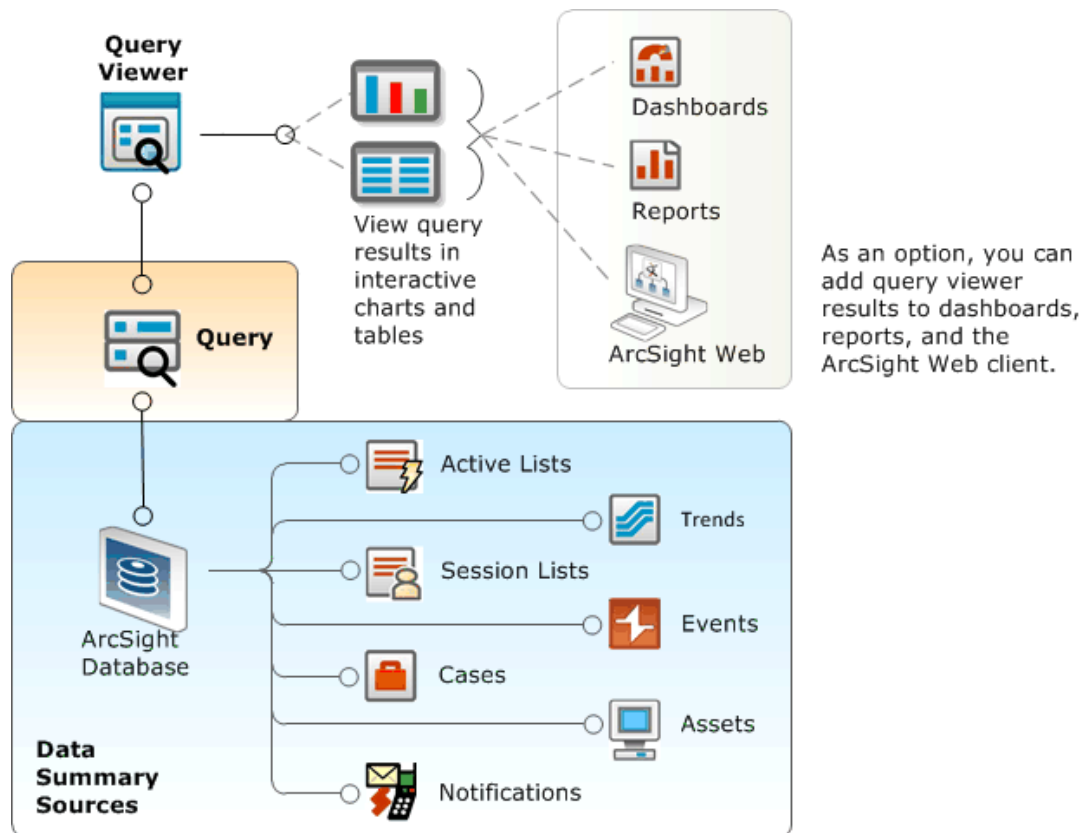 Query
Viewer
View query
results in
interactive
charts and
tables
Dashboards
Reports
ArcSight Web
As an option, you can
add query viewer
results to dashboards,
reports, and the
ArcSight Web client.
Query
ArcSight
Database
Active Lists
Trends
Session Lists
Events
Cases
Assets
Notifications
Data
Summary
Sources